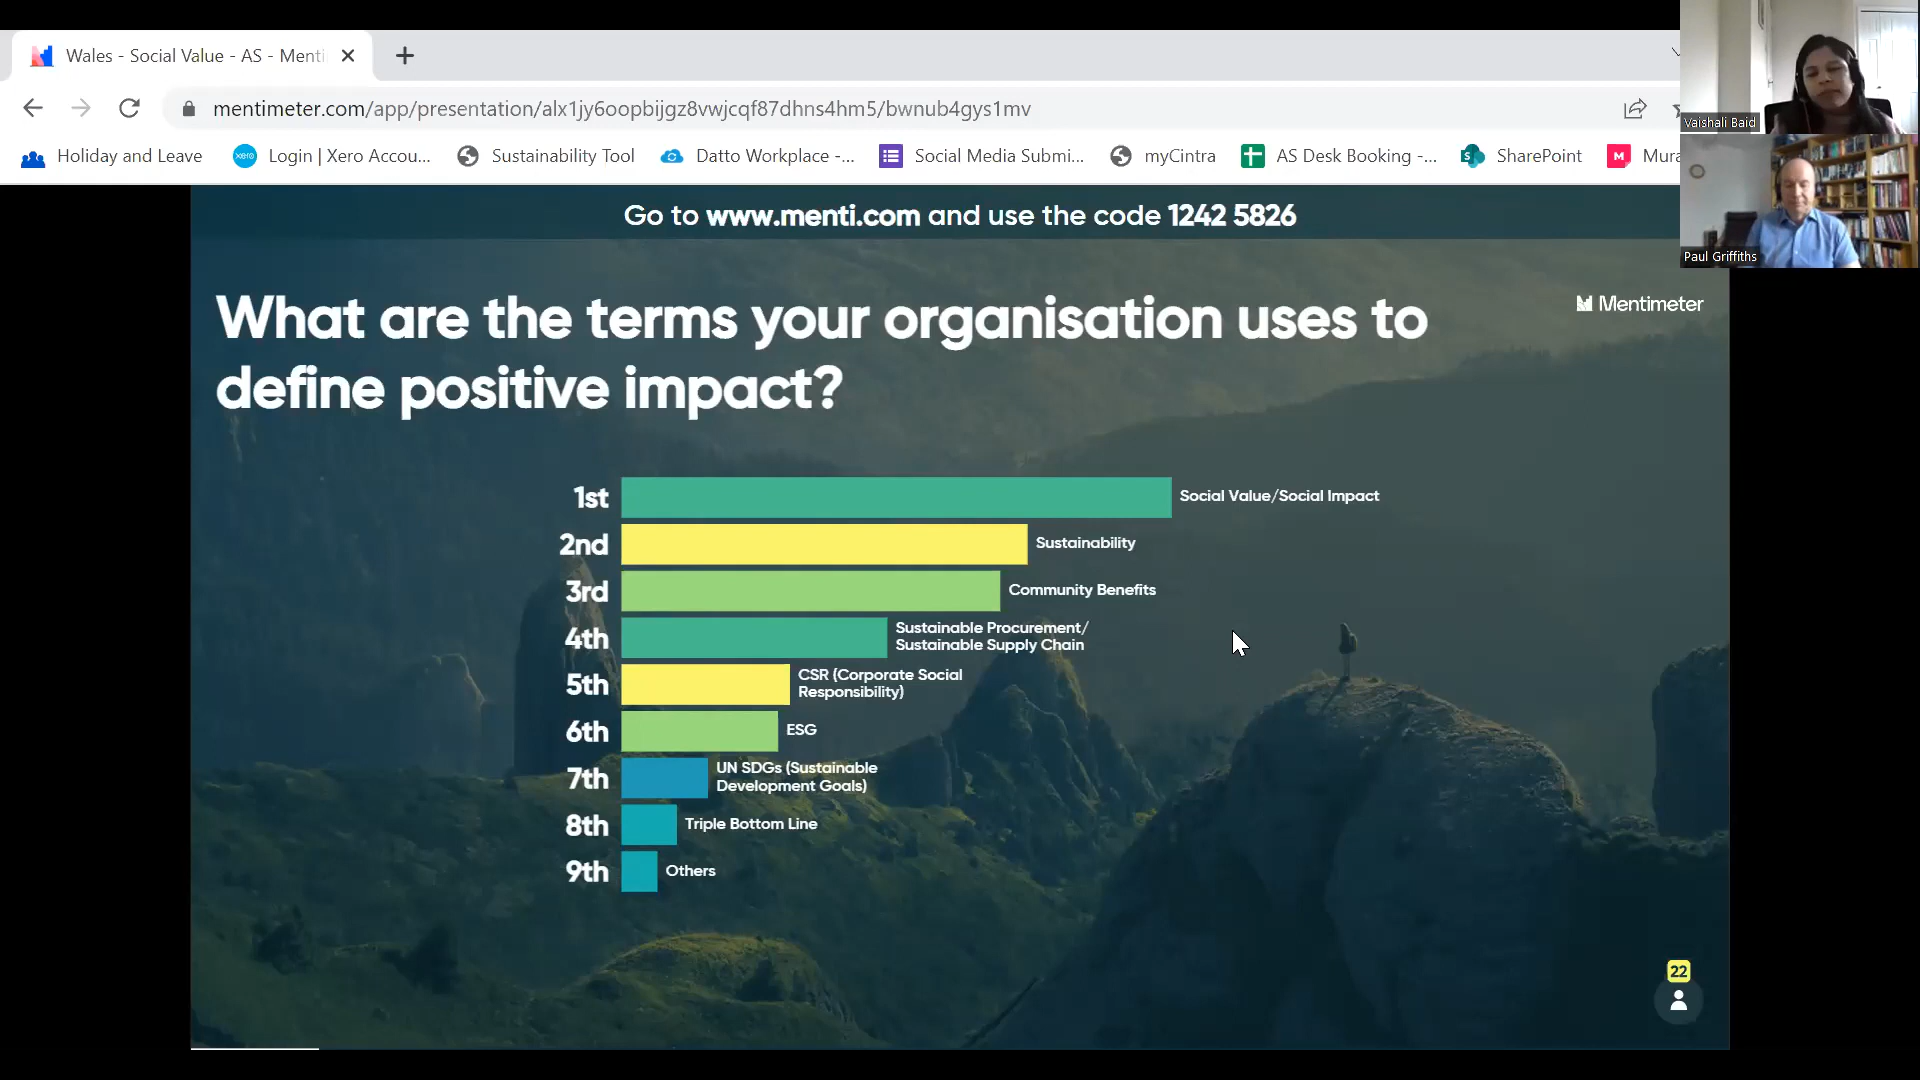 Wales - Social Value - AS - Menti
mentimeter.com/app/presentation/alx1jy6oopbijgz8vwjcqf87dhns4hm5/bwnub4gys1mv
Holiday and Leave
xero
Login | Xero Accou...
Sustainability Tool
Datto Workplace -...
Social Media Submi...
myCintra
AS Desk Booking -...
S
SharePoint
M
Mura
Vaishali Baid
Paul Griffiths
Go to www.menti.com and use the code 1242 5826
Mentimeter
What are the terms your organisation uses to
define positive impact?
1st
Social Value/Social Impact
2nd
Sustainability
3rd
Community Benefits
4th
Sustainable Procurement/
Sustainable Supply Chain
5th
CSR (Corporate Social
Responsibility)
6th
ESG
7th
UN SDGs (Sustainable
Development Goals)
8th
Triple Bottom Line
9th
Others
22